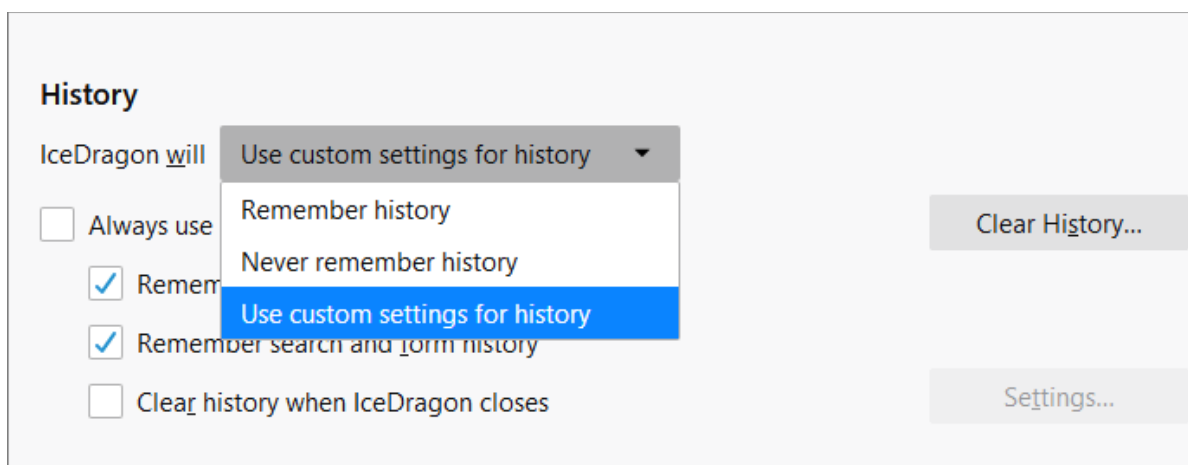 History
IceDragon will Use custom settings for history
Remember history
Always use
Clear History...
Never remember history
Use custom settings for history
Remember search and form history
Clear history when IceDragon closes
Settings...